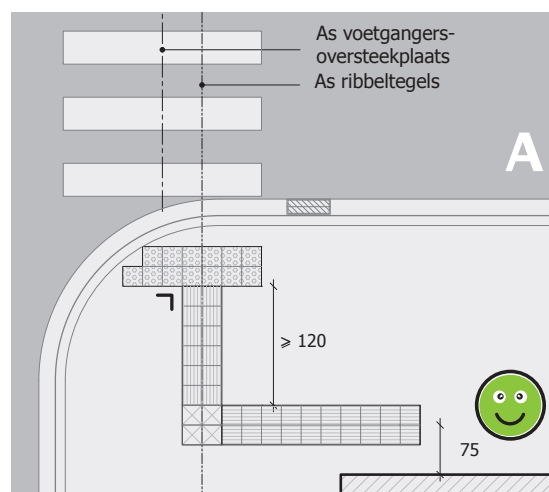 As voetgangers-
oversteekplaats
As ribbeltegels
A
⩾ 120
75